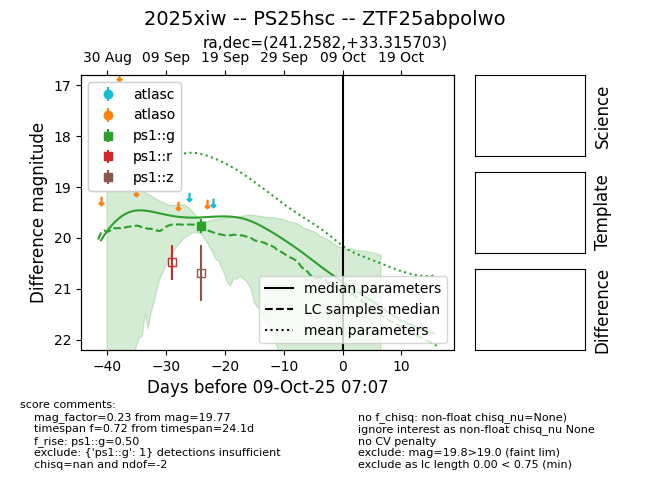 2025xiw -- PS25hsc -- ZTF25abpolwo
ra,dec=(241.2582,+33.315703)
30 Aug 09 Sep 19 Sep 29 Sep 09 Oct 19 Oct
17
18
19
20
21
22
Difference magnitude
atlasc
atlaso
ps1::g
ps1::r
ps1::z
median parameters
LC samples median
mean parameters
−40 −30 −20 −10 0 10
Days before 09-Oct-25 07:07
Science
Template
Difference
score comments:
mag_factor=0.23 from mag=19.77
timespan f=0.72 from timespan=24.1d
f_rise: ps1::g=0.50
exclude: {'ps1::g': 1} detections insufficient
chisq=nan and ndof=-2
no f_chisq: non-float chisq_nu=None)
ignore interest as non-float chisq_nu None
no CV penalty
exclude: mag=19.8>19.0 (faint lim)
exclude as lc length 0.00 < 0.75 (min)